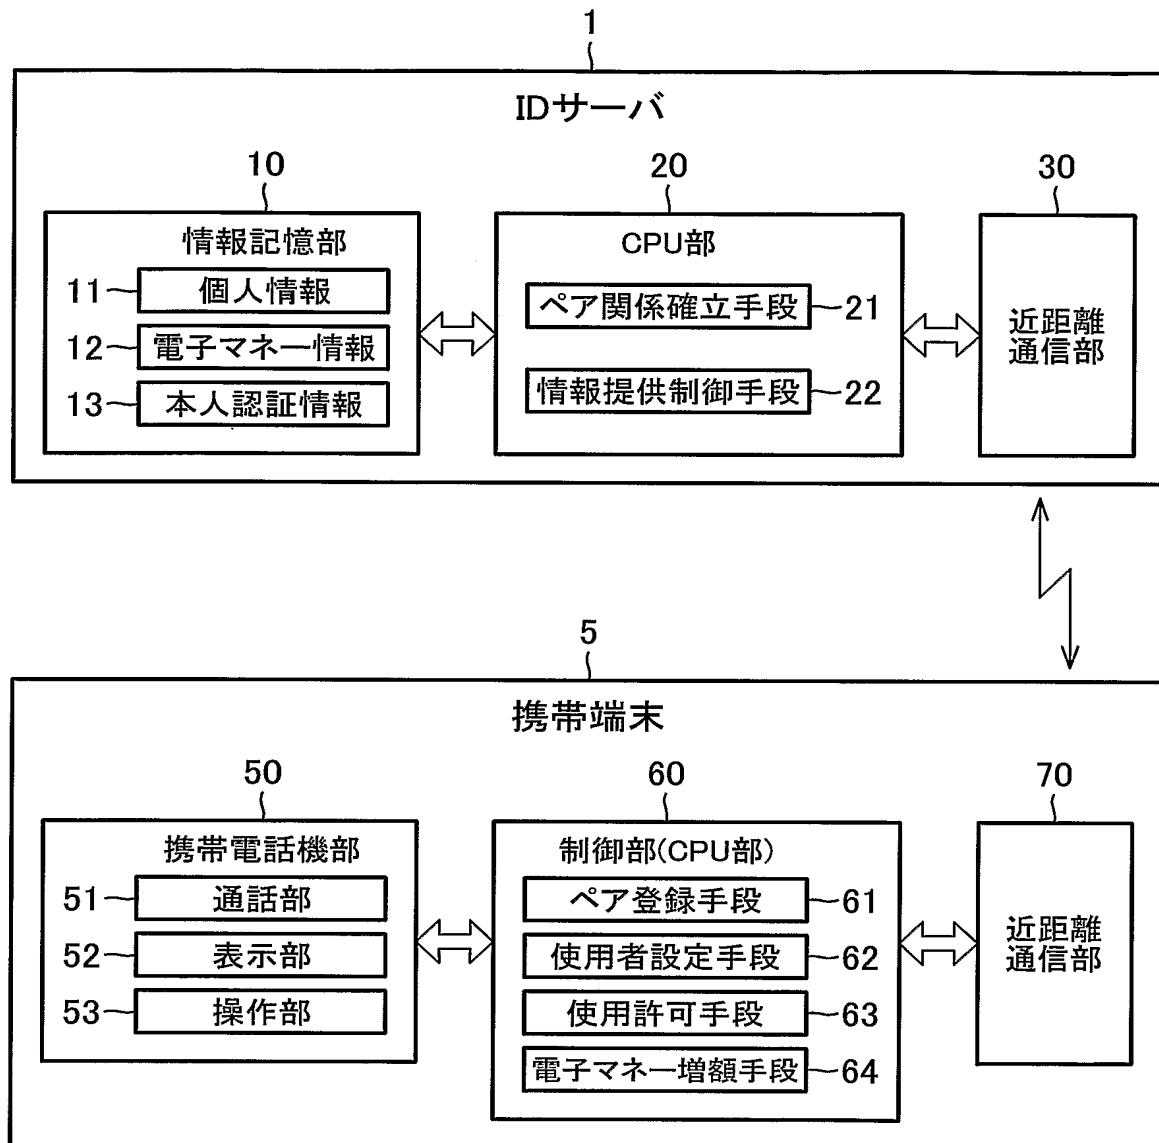 1
IDサーバ
10
20
30
情報記憶部
CPU部
11
個人情報
ペア関係確立手段
21
近距離
通信部
12
電子マネー情報
13
本人認証情報
情報提供制御手段
22
5
携帯端末
50
60
70
携帯電話機部
制御部(CPU部)
51
通話部
ペア登録手段
61
52
表示部
使用者設定手段
62
近距離
通信部
53
操作部
使用許可手段
63
電子マネー増額手段
64